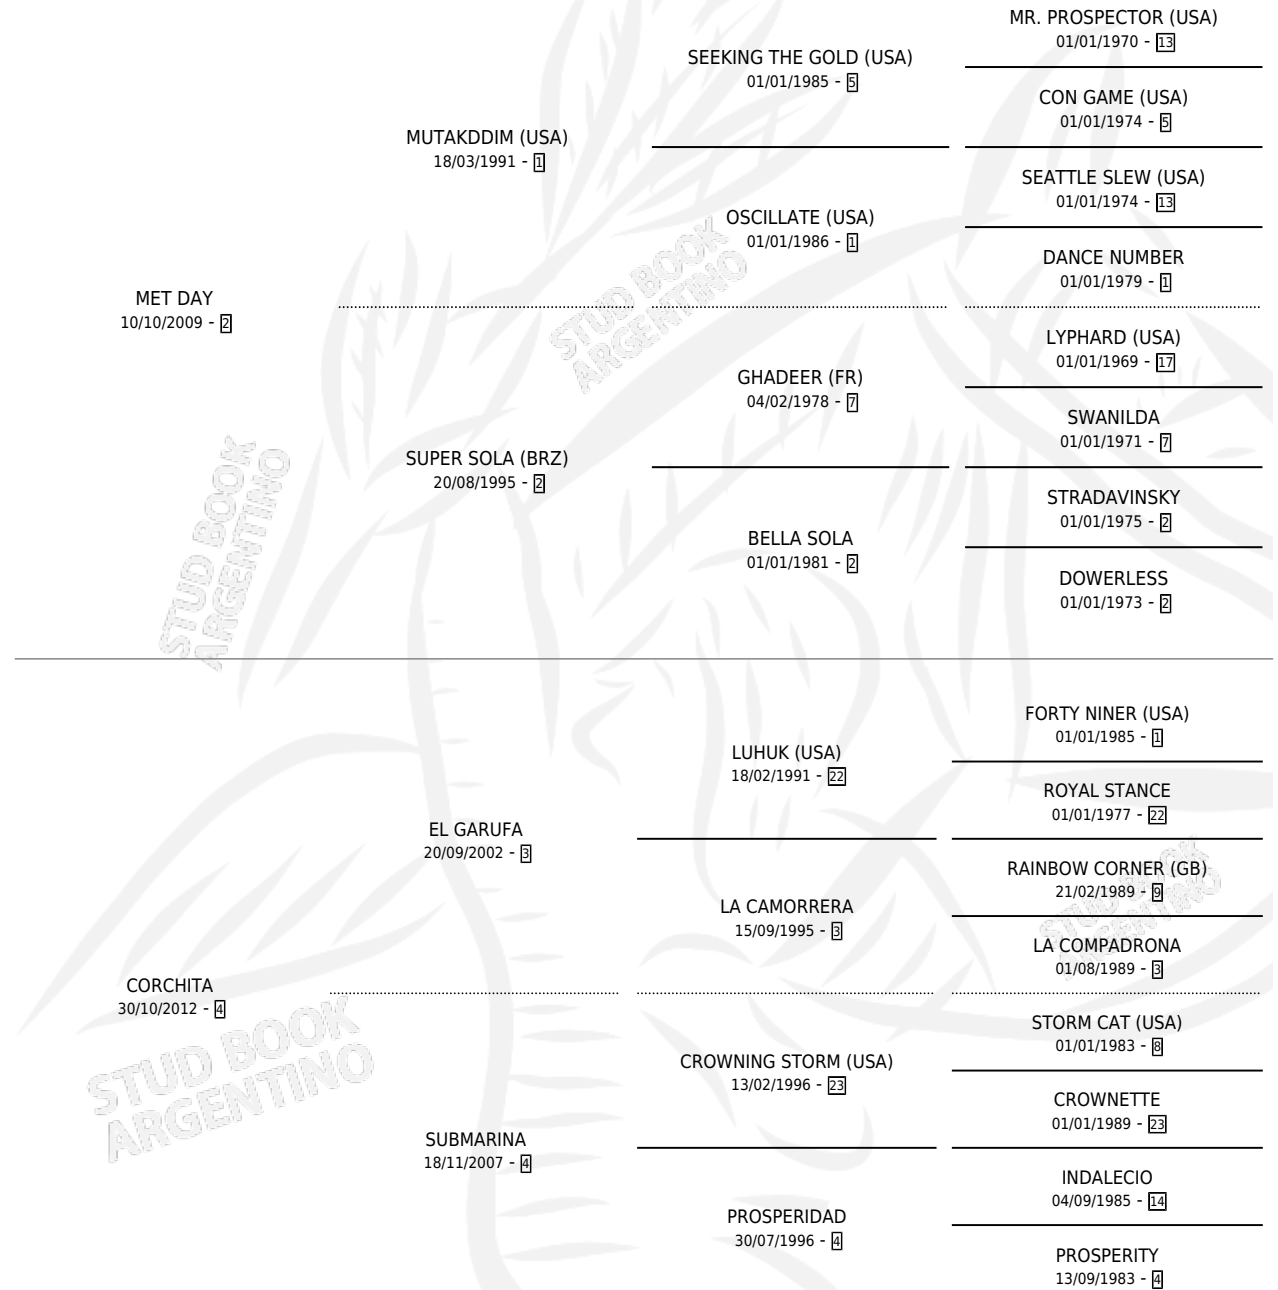 MR. PROSPECTOR (USA)
01/01/1970 - 13
SEEKING THE GOLD (USA)
01/01/1985 - 5
CON GAME (USA)
01/01/1974 - 5
MUTAKDDIM (USA)
18/03/1991 - 1
SEATTLE SLEW (USA)
01/01/1974 - 13
OSCILLATE (USA)
01/01/1986 - 1
DANCE NUMBER
01/01/1979 - 1
MET DAY
10/10/2009 - 2
LYPHARD (USA)
01/01/1969 - 17
GHADEER (FR)
04/02/1978 - 7
SWANILDA
01/01/1971 - 7
SUPER SOLA (BRZ)
20/08/1995 - 2
STRADAVINSKY
01/01/1975 - 2
BELLA SOLA
01/01/1981 - 2
DOWERLESS
01/01/1973 - 2
STUD BOOK
ARGENTINO
STUD BOOK
ARGENTINO
FORTY NINER (USA)
01/01/1985 - 1
LUHUK (USA)
18/02/1991 - 22
ROYAL STANCE
01/01/1977 - 22
EL GARUFA
20/09/2002 - 3
RAINBOW CORNER (GB)
21/02/1989 - 9
LA CAMORRERA
15/09/1995 - 3
LA COMPADRONA
01/08/1989 - 3
CORCHITA
30/10/2012 - 4
STORM CAT (USA)
01/01/1983 - 8
CROWNING STORM (USA)
13/02/1996 - 23
CROWNETTE
01/01/1989 - 23
SUBMARINA
18/11/2007 - 4
INDALECIO
04/09/1985 - 14
PROSPERIDAD
30/07/1996 - 4
PROSPERITY
13/09/1983 - 4
STUD BOOK
ARGENTINO
STUD BOOK
ARGENTINO